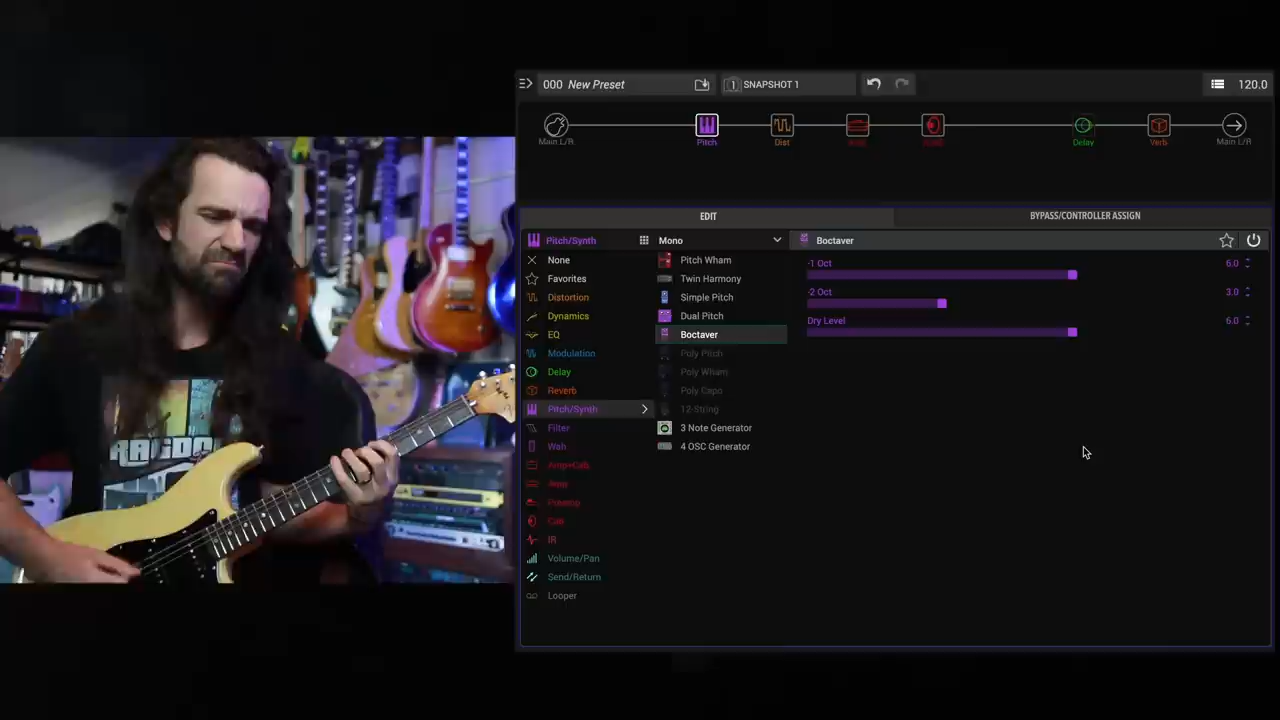 000 New Preset
1 SNAPSHOT 1
120.0
Main L/R
Pitch
Dist
Delay
Verb
Main L/R
EDIT
BYPASS/CONTROLLER ASSIGN
Pitch/Synth
Mono
Boctaver
None
Favorites
Distortion
Dynamics
EQ
Modulation
Delay
Reverb
Pitch/Synth
Filter
Wah
Amp+Cab
Amp
Preamp
Cab
IR
Volume/Pan
Send/Return
Looper
Pitch Wham
Twin Harmony
Simple Pitch
Dual Pitch
Boctaver
Poly Pitch
Poly Wham
Poly Capo
12-String
3 Note Generator
4 OSC Generator
-1 Oct 6.0
-2 Oct 3.0
Dry Level 6.0